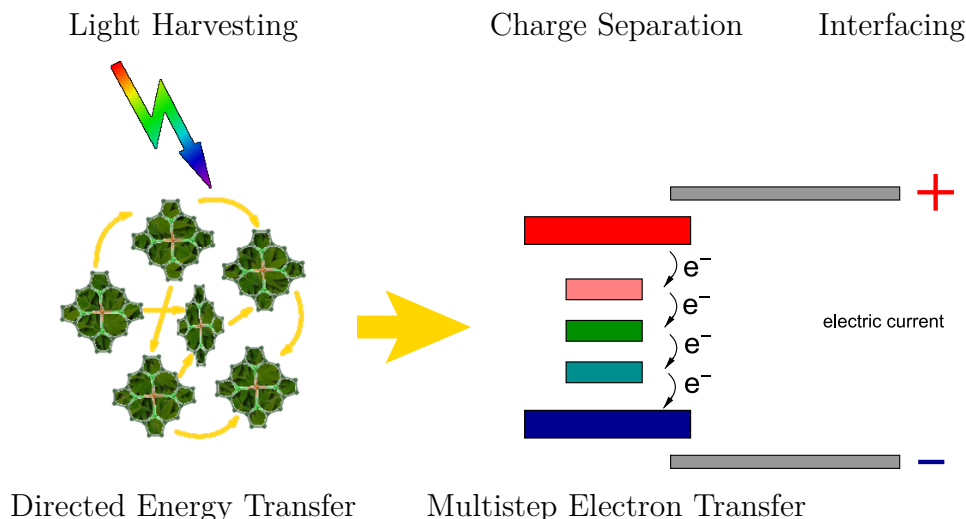 Light Harvesting
Charge Separation
Interfacing
+
e⁻
e⁻
e⁻
e⁻
electric current
−
Directed Energy Transfer
Multistep Electron Transfer